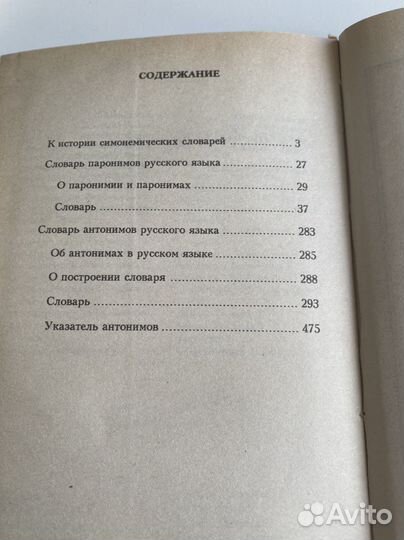 СОДЕРЖАНИЕ
К истории симонемических словарей .................. 3
Словарь паронимов русского языка .................. 27
О паронимии и паронимах .................. 29
Словарь .................. 37
Словарь антонимов русского языка .................. 283
Об антонимах в русском языке .................. 285
О построении словаря .................. 288
Словарь .................. 293
Указатель антонимов .................. 475
Avito